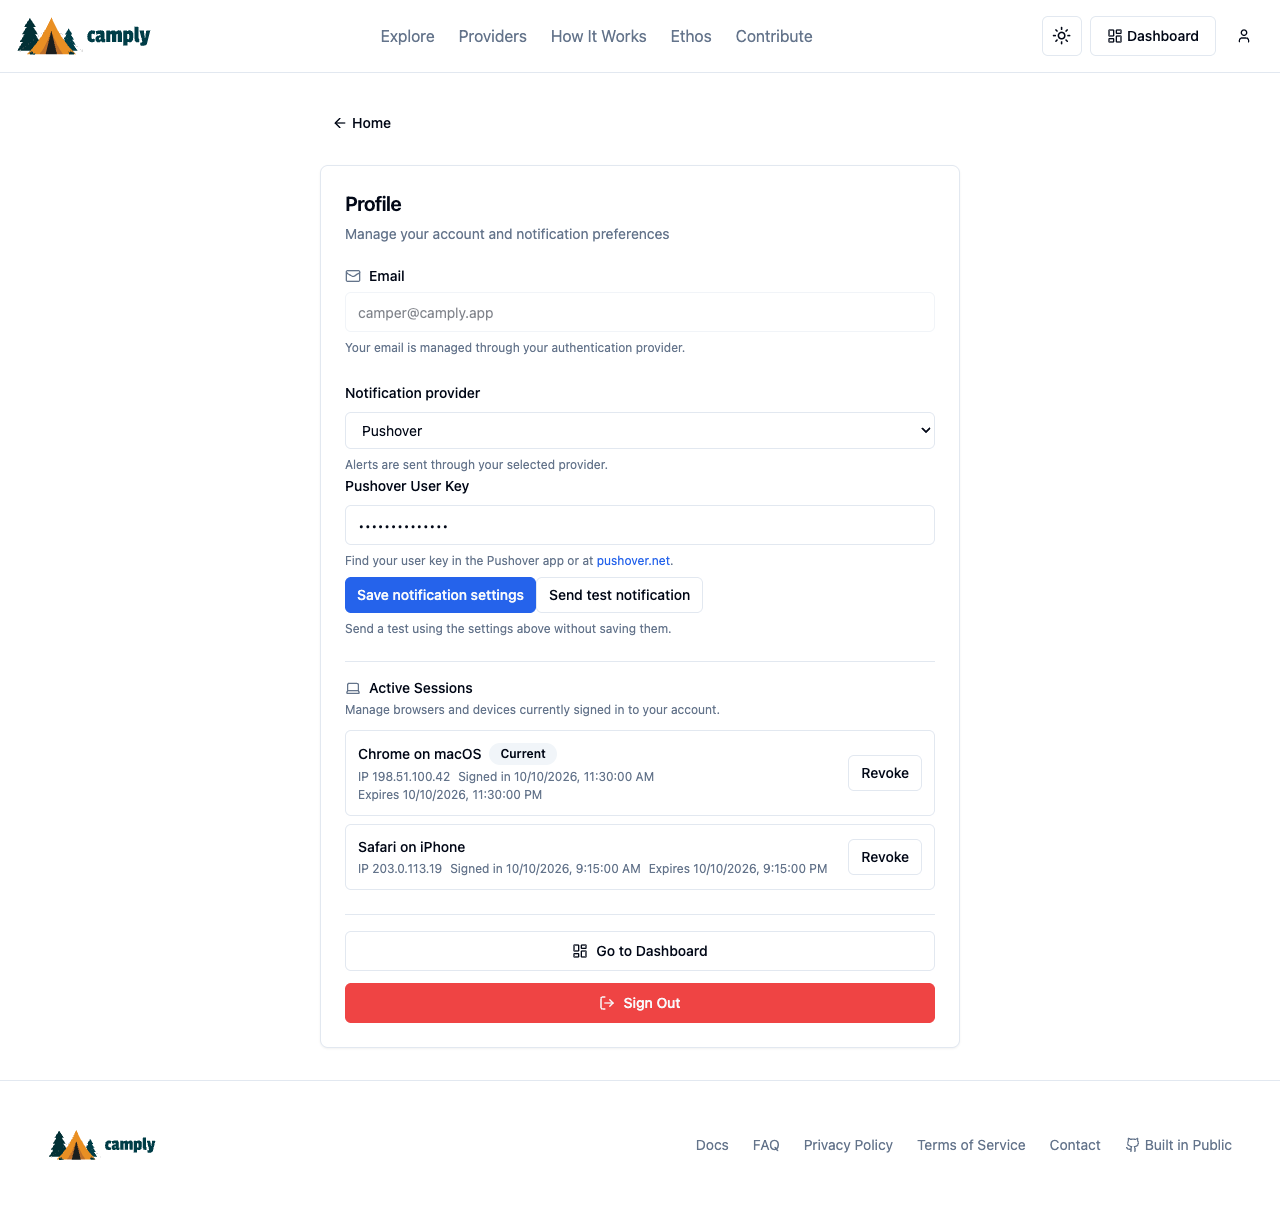 camply
Explore Providers How It Works Ethos Contribute
Dashboard
Home
Profile
Manage your account and notification preferences
Email
camper@camply.app
Your email is managed through your authentication provider.
Notification provider
Pushover
Alerts are sent through your selected provider.
Pushover User Key
••••••••••••••
Find your user key in the Pushover app or at pushover.net.
Save notification settings Send test notification
Send a test using the settings above without saving them.
Active Sessions
Manage browsers and devices currently signed in to your account.
Chrome on macOS Current
IP 198.51.100.42 Signed in 10/10/2026, 11:30:00 AM
Expires 10/10/2026, 11:30:00 PM
Revoke
Safari on iPhone
IP 203.0.113.19 Signed in 10/10/2026, 9:15:00 AM Expires 10/10/2026, 9:15:00 PM
Revoke
Go to Dashboard
Sign Out
camply
Docs FAQ Privacy Policy Terms of Service Contact Built in Public